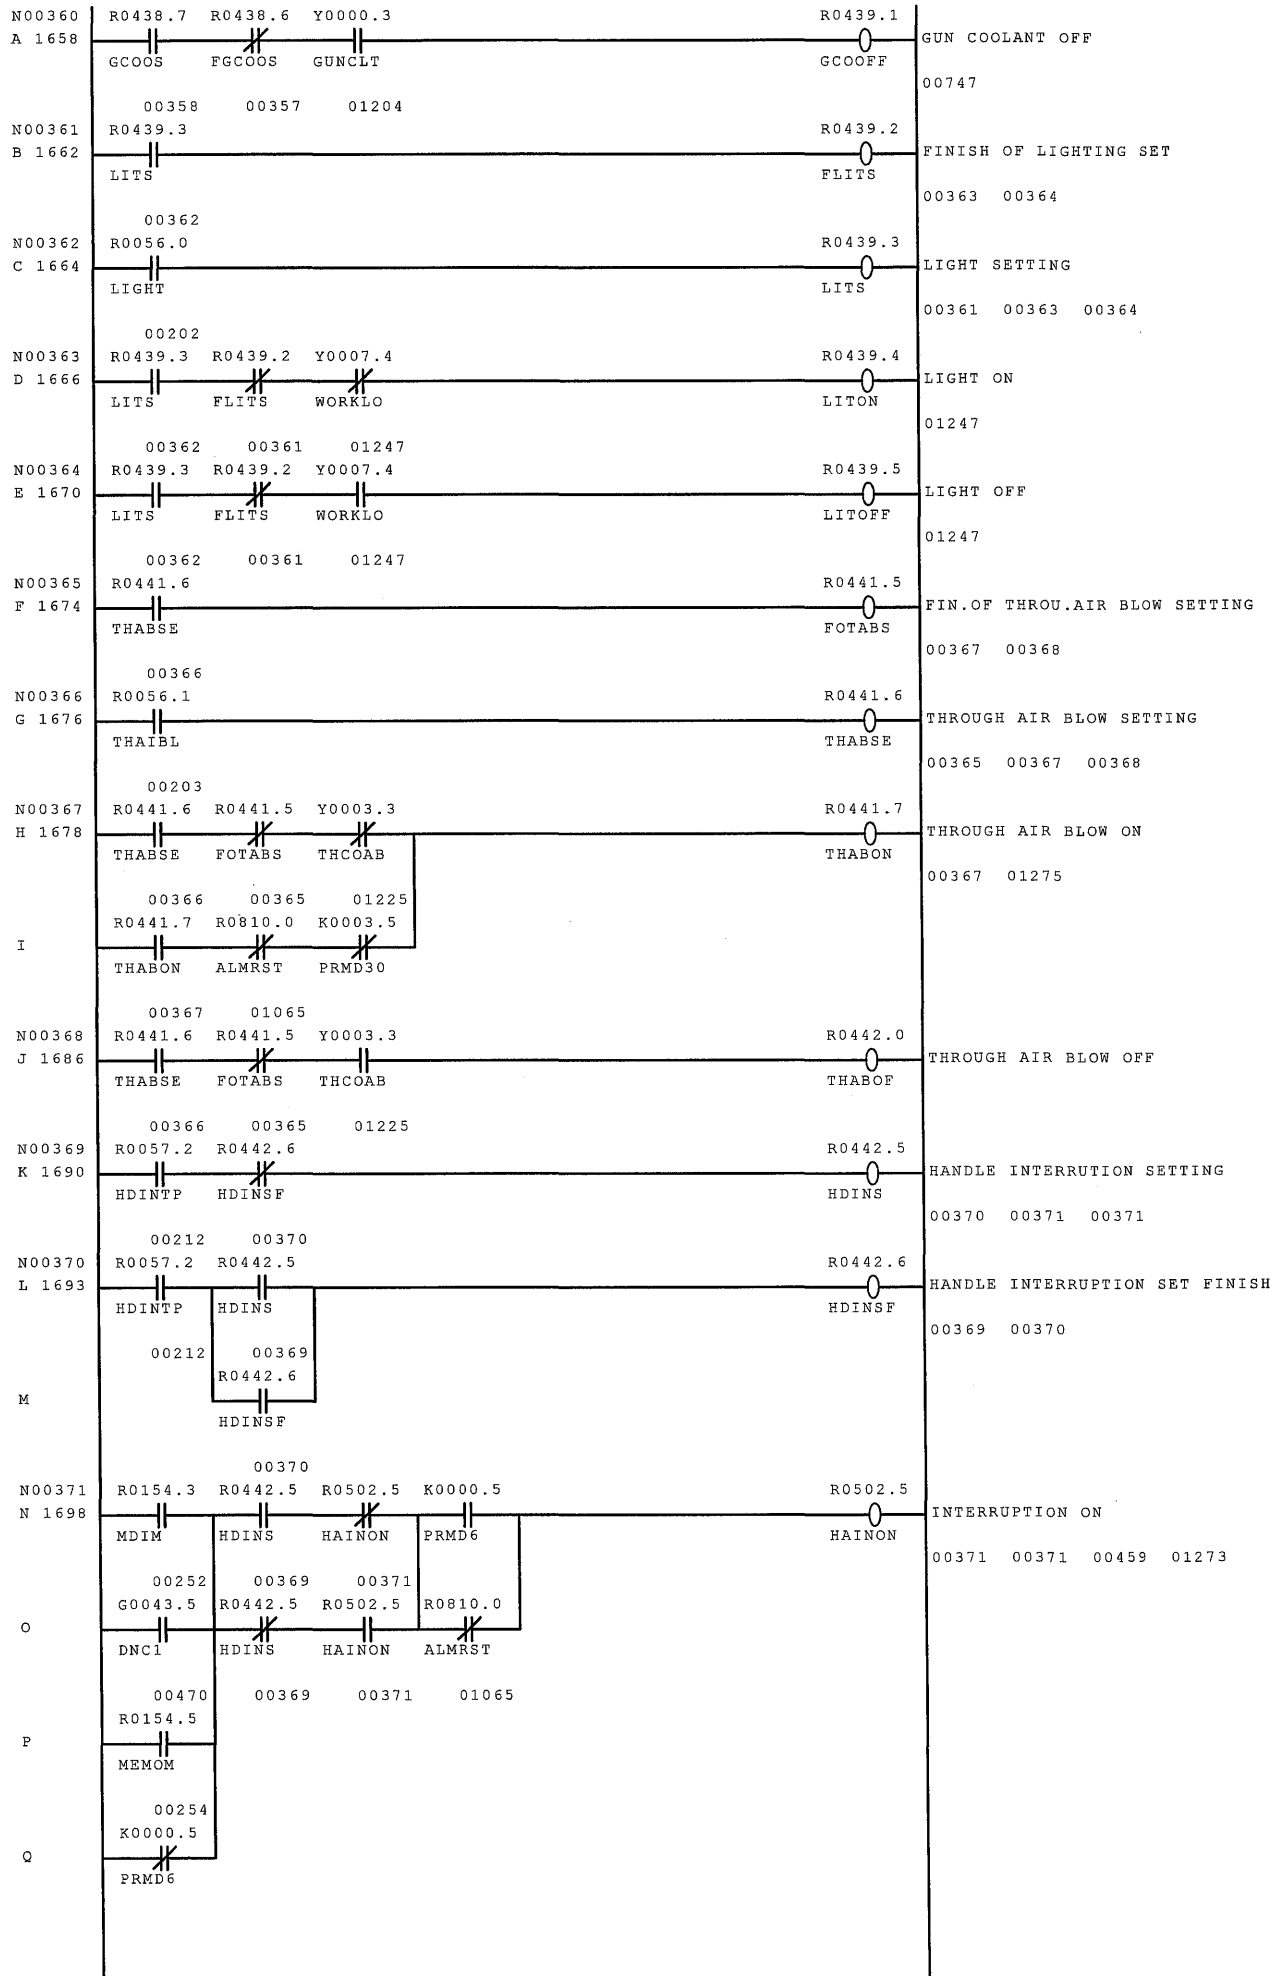 N00360 R0438.7 R0438.6 Y0000.3 R0439.1
A 1658 GUN COOLANT OFF
GCOOS FGCOOS GUNCLT GCOOFF
00747
00358 00357 01204
N00361 R0439.3 R0439.2
B 1662 FINISH OF LIGHTING SET
LITS FLITS
00363 00364
00362
N00362 R0056.0 R0439.3
C 1664 LIGHT SETTING
LIGHT LITS
00361 00363 00364
00202
N00363 R0439.3 R0439.2 Y0007.4 R0439.4
D 1666 LIGHT ON
LITS FLITS WORKLO LITON
01247
00362 00361 01247
N00364 R0439.3 R0439.2 Y0007.4 R0439.5
E 1670 LIGHT OFF
LITS FLITS WORKLO LITOFF
01247
00362 00361 01247
N00365 R0441.6 R0441.5
F 1674 FIN.OF THROU.AIR BLOW SETTING
THABSE FOTABS
00367 00368
00366
N00366 R0056.1 R0441.6
G 1676 THROUGH AIR BLOW SETTING
THAIBL THABSE
00365 00367 00368
00203
N00367 R0441.6 R0441.5 Y0003.3 R0441.7
H 1678 THROUGH AIR BLOW ON
THABSE FOTABS THCOAB THABON
00367 01275
00366 00365 01225
R0441.7 R0810.0 K0003.5
I
THABON ALMRST PRMD30
00367 01065
N00368 R0441.6 R0441.5 Y0003.3 R0442.0
J 1686 THROUGH AIR BLOW OFF
THABSE FOTABS THCOAB THABOF
00366 00365 01225
N00369 R0057.2 R0442.6 R0442.5
K 1690 HANDLE INTERRUTION SETTING
HDINTP HDINSF HDINS
00370 00371 00371
00212 00370
N00370 R0057.2 R0442.5 R0442.6
L 1693 HANDLE INTERRUPTION SET FINISH
HDINTP HDINS HDINSF
00369 00370
00212 00369
R0442.6
M
HDINSF
00370
N00371 R0154.3 R0442.5 R0502.5 K0000.5 R0502.5
N 1698 INTERRUPTION ON
MDIM HDINS HAINON PRMD6 HAINON
00371 00371 00459 01273
00252 00369 00371
G0043.5 R0442.5 R0502.5 R0810.0
O
DNC1 HDINS HAINON ALMRST
00470 00369 00371 01065
R0154.5
P
MEMOM
00254
K0000.5
Q
PRMD6